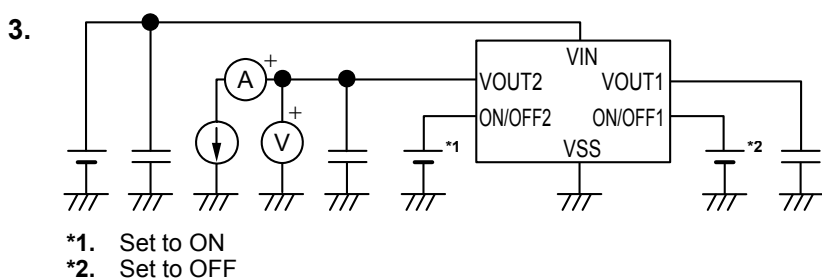 3.
VIN
A
+
VOUT2
VOUT1
+
V
ON/OFF2
ON/OFF1
*1
VSS
*2
*1. Set to ON
*2. Set to OFF